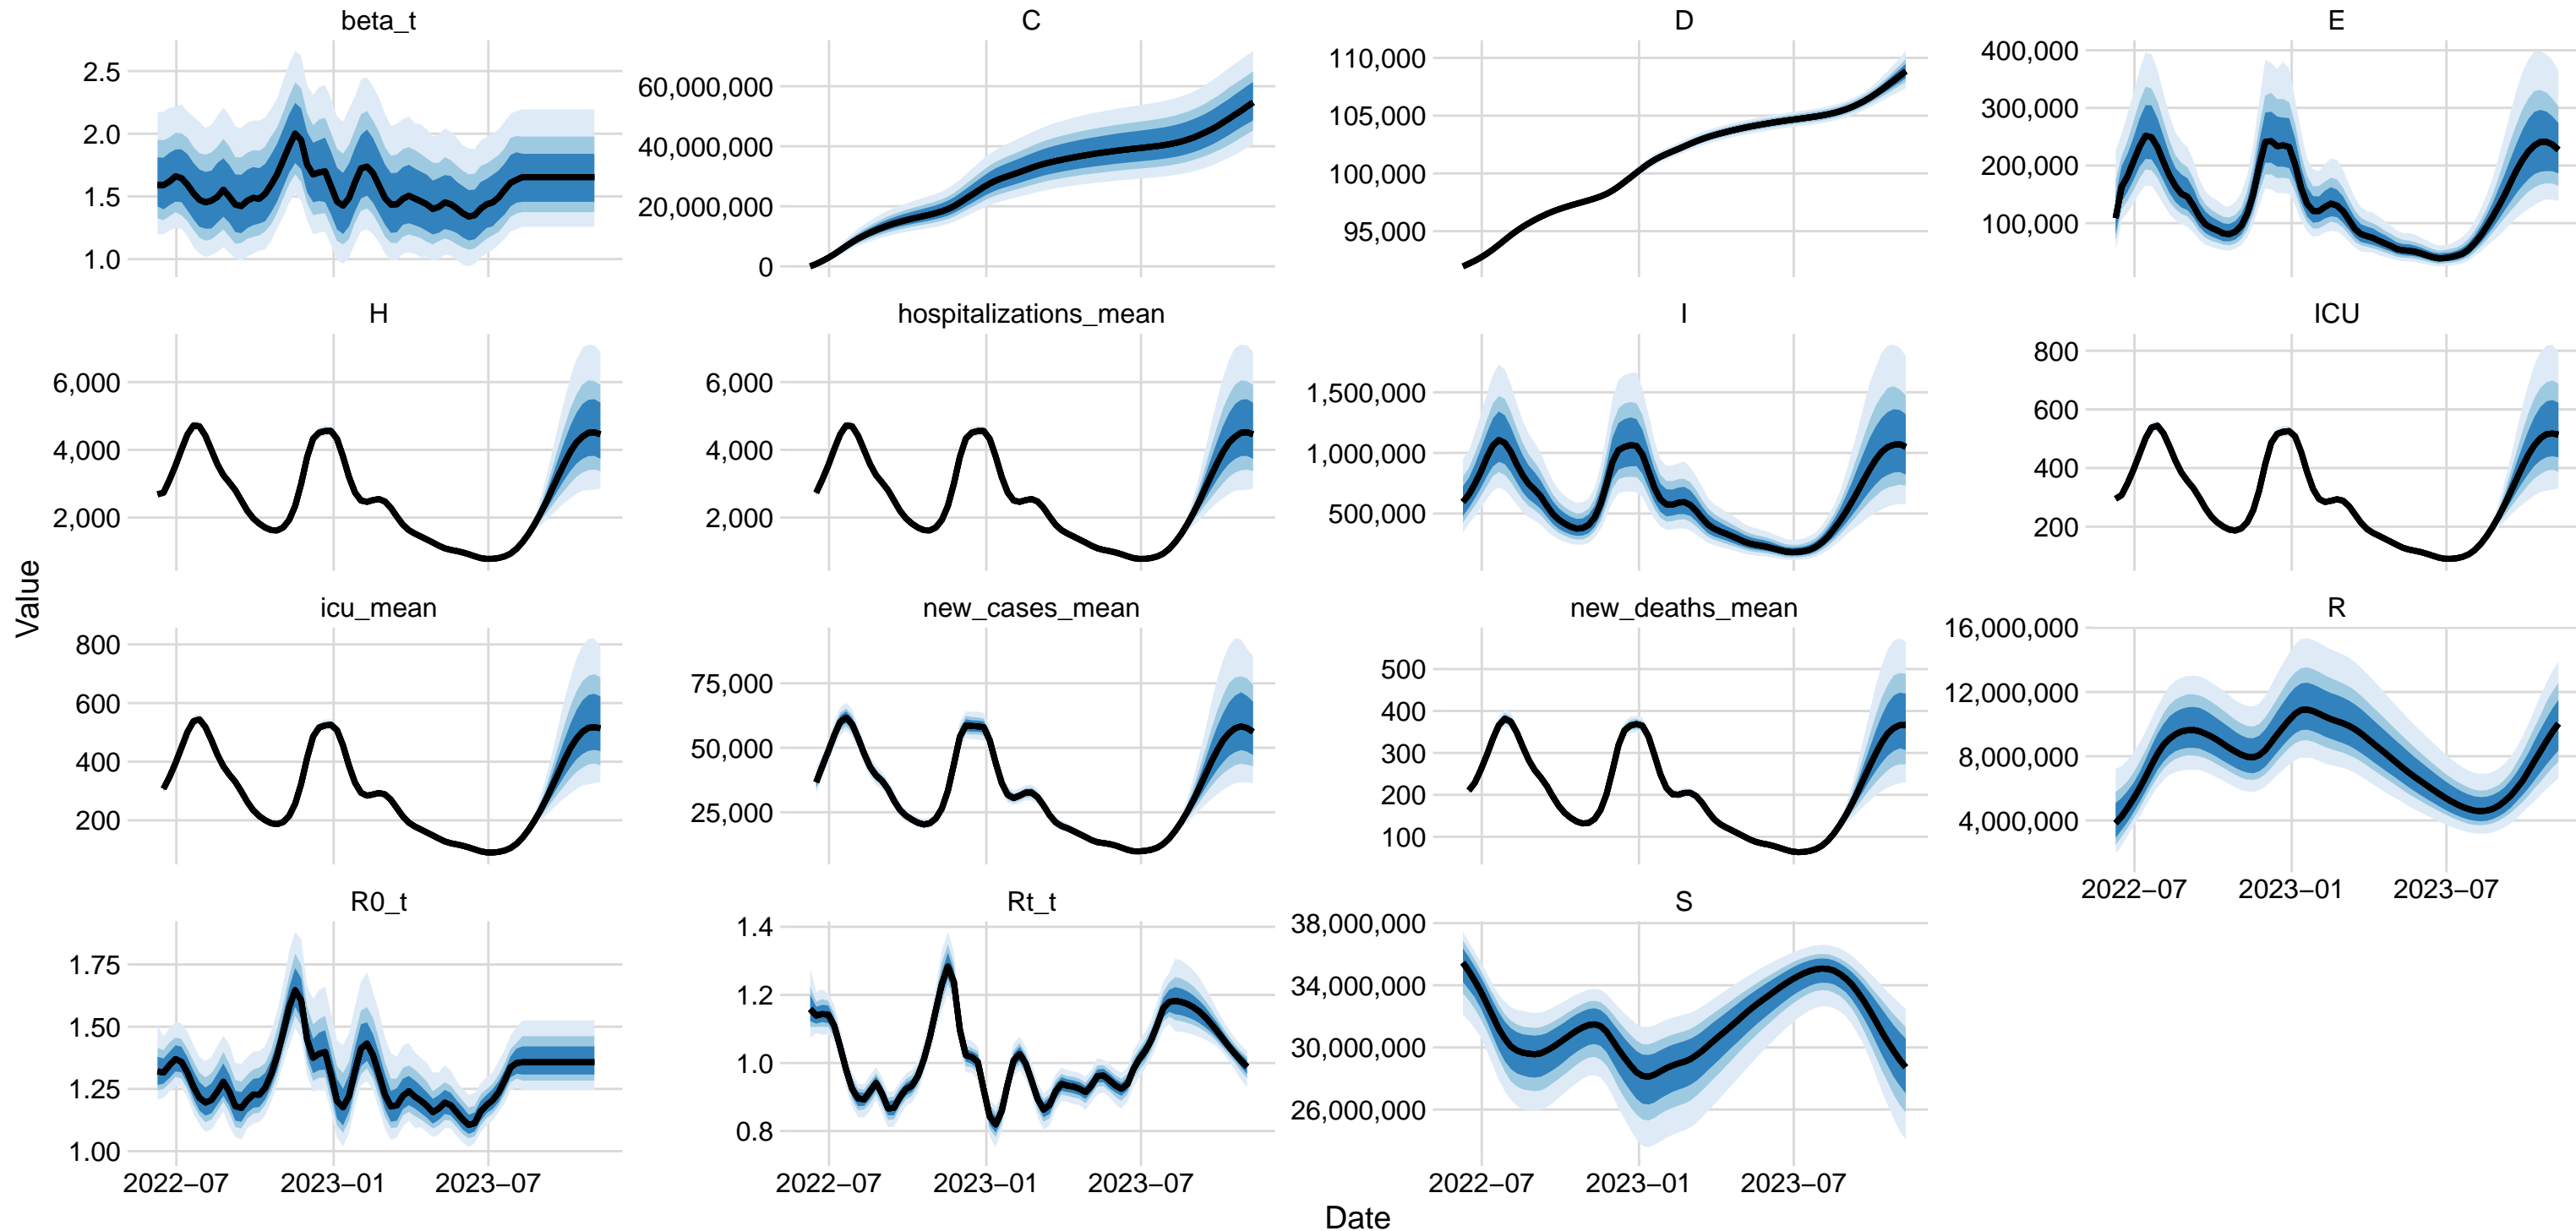 beta_t
C
D
E
2.5
2.0
1.5
1.0
60,000,000
40,000,000
20,000,000
0
110,000
105,000
100,000
95,000
400,000
300,000
200,000
100,000
H
hospitalizations_mean
I
ICU
6,000
4,000
2,000
6,000
4,000
2,000
1,500,000
1,000,000
500,000
800
600
400
200
Value
icu_mean
new_cases_mean
new_deaths_mean
R
800
600
400
200
75,000
50,000
25,000
500
400
300
200
100
16,000,000
12,000,000
8,000,000
4,000,000
2022−07 2023−01 2023−07
R0_t
Rt_t
S
1.75
1.50
1.25
1.00
1.4
1.2
1.0
0.8
38,000,000
34,000,000
30,000,000
26,000,000
2022−07 2023−01 2023−07
2022−07 2023−01 2023−07
2022−07 2023−01 2023−07
Date